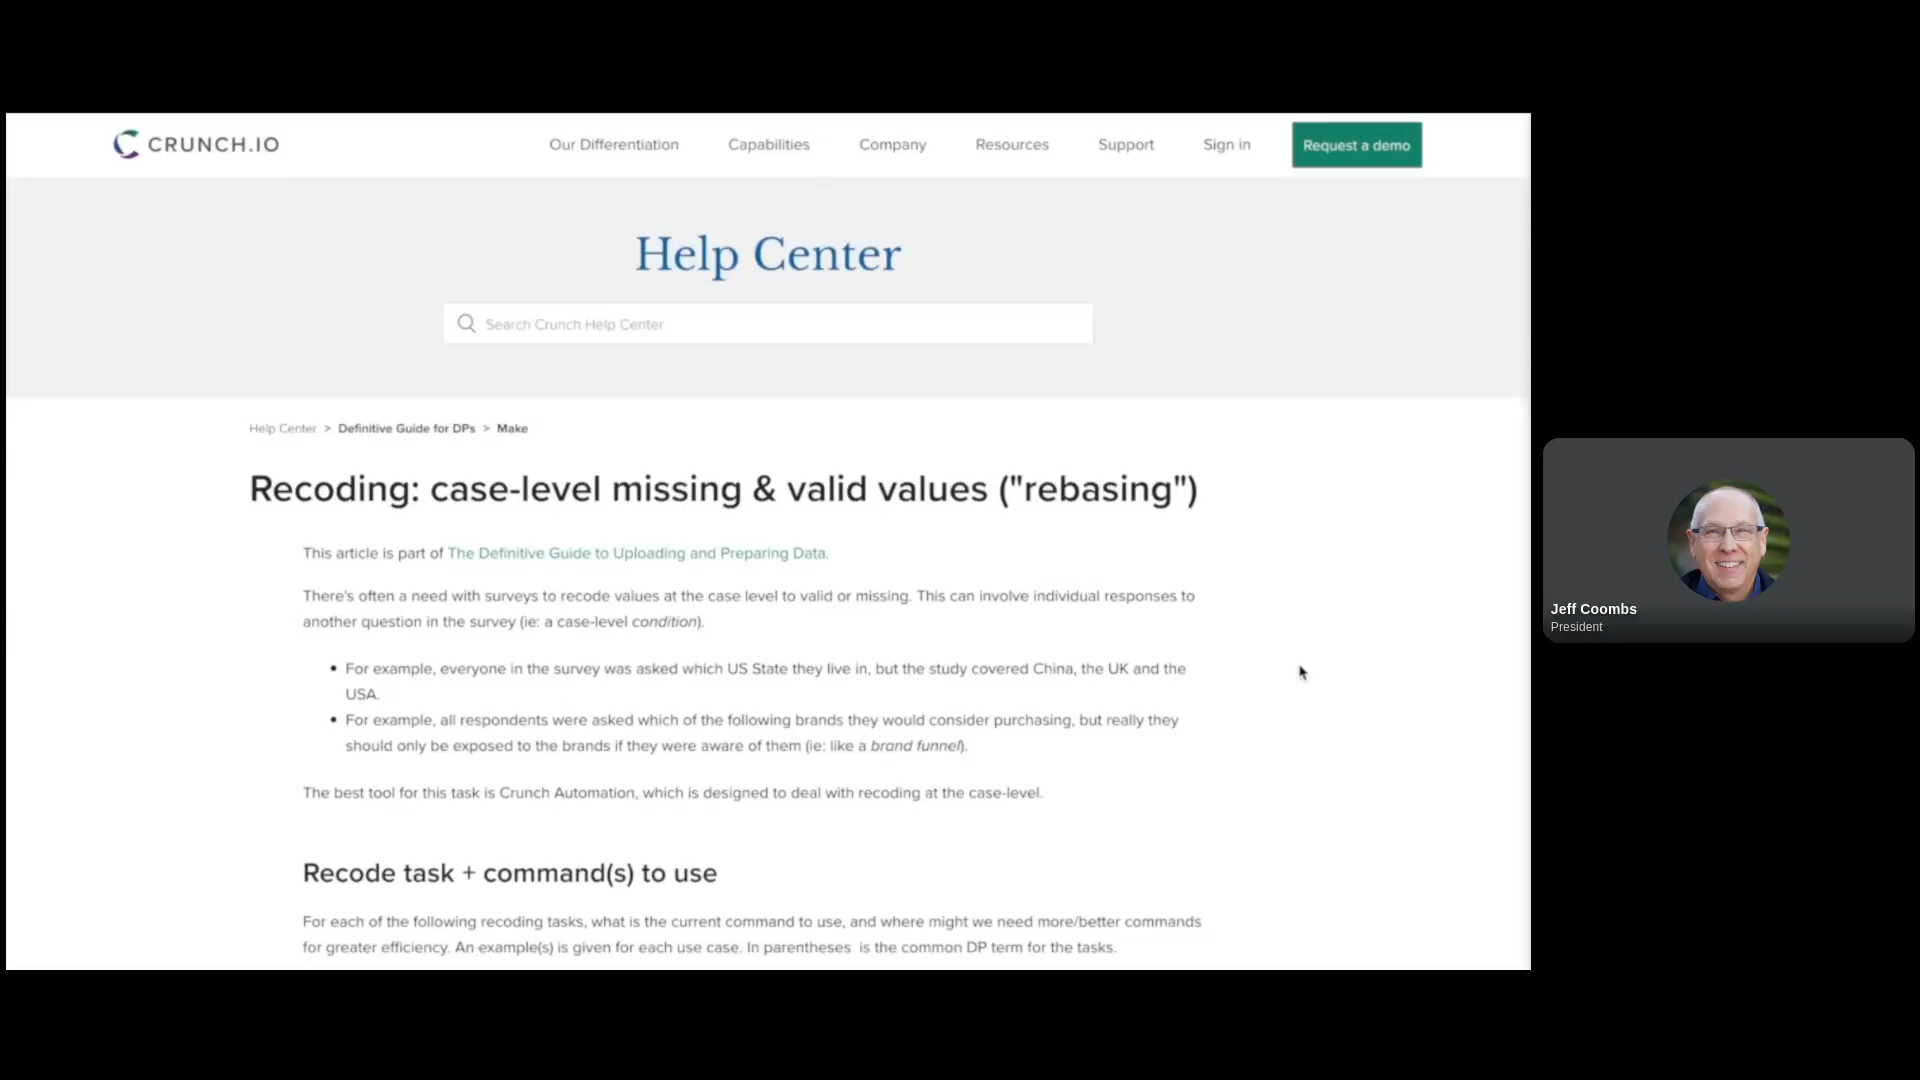 CRUNCH.IO
Our Differentiation
Capabilities
Company
Resources
Support
Sign in
Request a demo
Help Center
Search Crunch Help Center
Help Center > Definitive Guide for DPs > Make
Recoding: case-level missing & valid values ("rebasing")
This article is part of The Definitive Guide to Uploading and Preparing Data.
There's often a need with surveys to recode values at the case level to valid or missing. This can involve individual responses to
another question in the survey (ie: a case-level condition).
• For example, everyone in the survey was asked which US State they live in, but the study covered China, the UK and the
USA.
• For example, all respondents were asked which of the following brands they would consider purchasing, but really they
should only be exposed to the brands if they were aware of them (ie: like a brand funnel).
The best tool for this task is Crunch Automation, which is designed to deal with recoding at the case-level.
Recode task + command(s) to use
For each of the following recoding tasks, what is the current command to use, and where might we need more/better commands
for greater efficiency. An example(s) is given for each use case. In parentheses  is the common DP term for the tasks.
Jeff Coombs
President